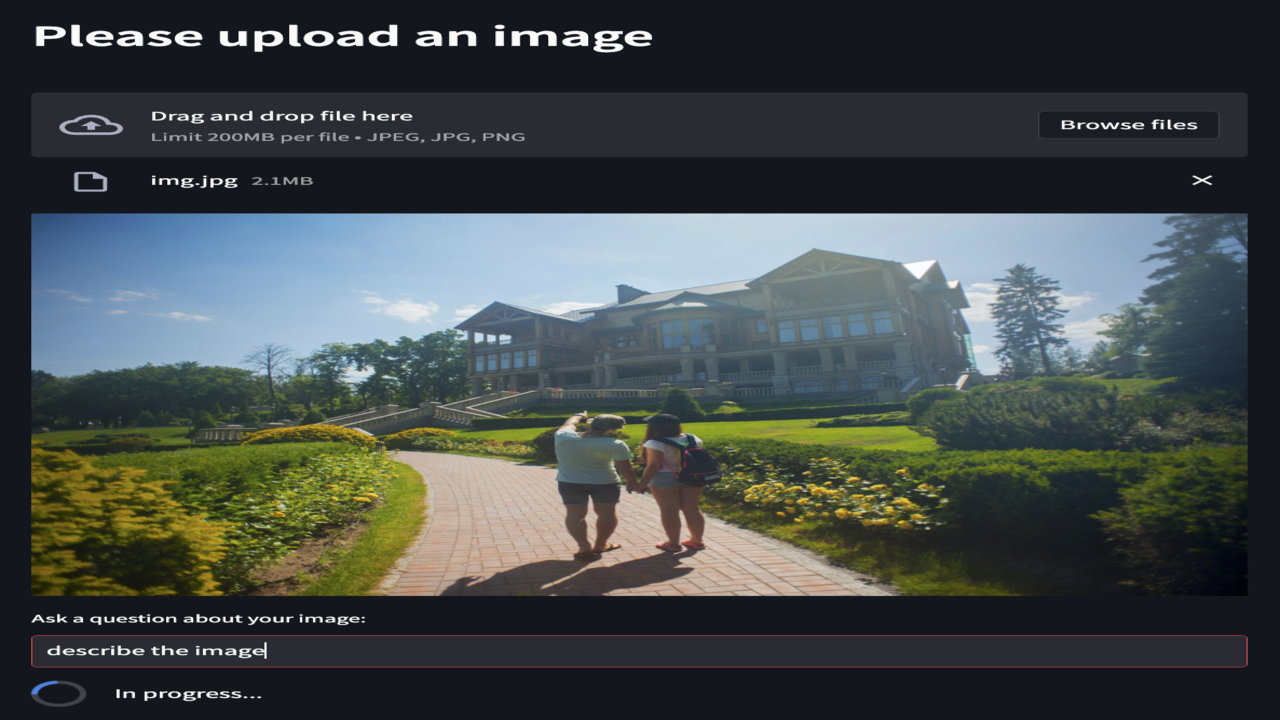 Please upload an image
Drag and drop file here
Limit 200MB per file • JPEG, JPG, PNG
Browse files
img.jpg 2.1MB
Ask a question about your image:
describe the image
In progress...